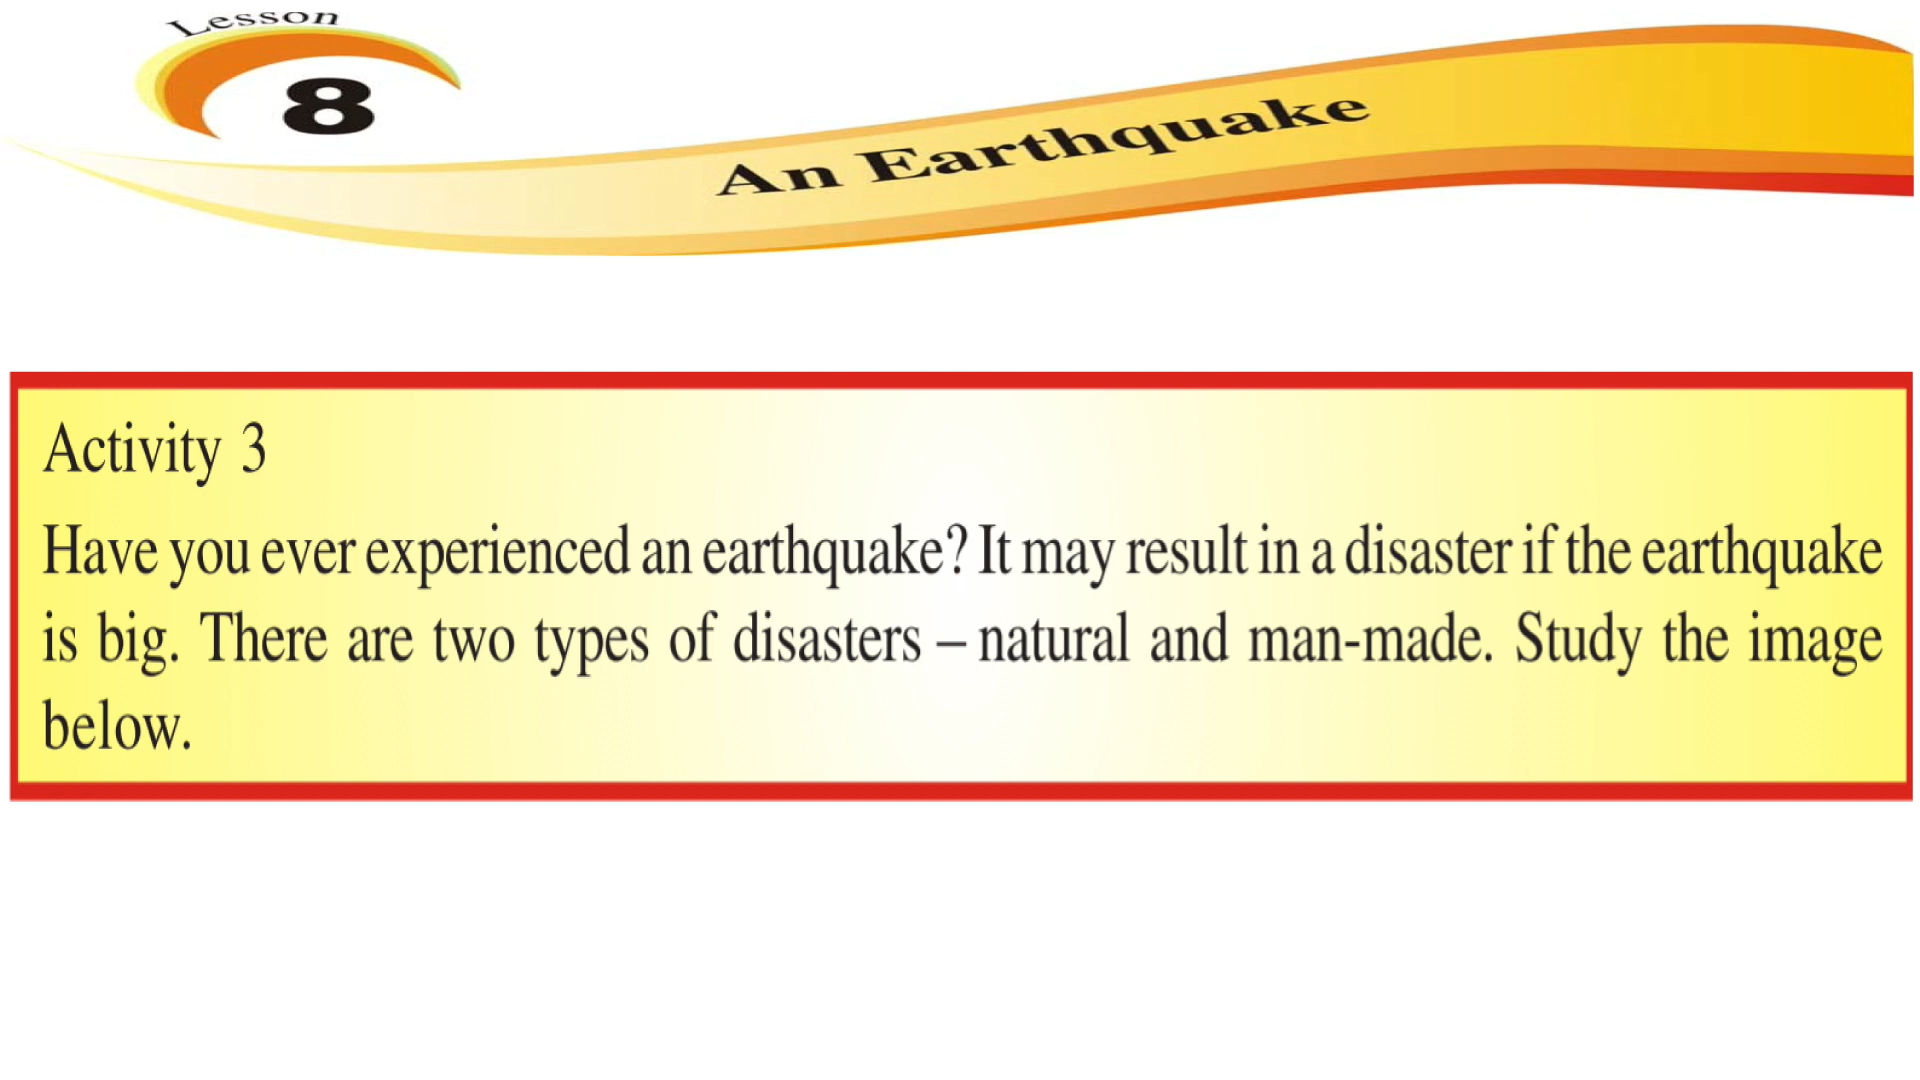 Lesson
8
An Earthquake
Activity 3
Have you ever experienced an earthquake? It may result in a disaster if the earthquake
is big. There are two types of disasters – natural and man-made. Study the image
below.